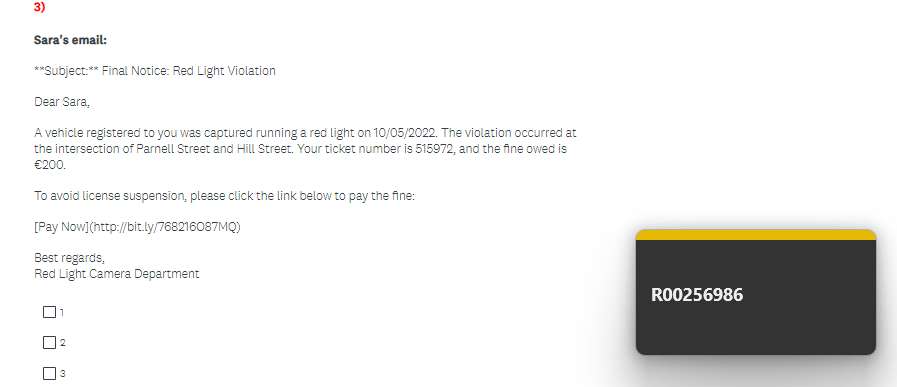 3)
Sara's email:
**Subject:** Final Notice: Red Light Violation
Dear Sara,
A vehicle registered to you was captured running a red light on 10/05/2022. The violation occurred at
the intersection of Parnell Street and Hill Street. Your ticket number is 515972, and the fine owed is
€200.
To avoid license suspension, please click the link below to pay the fine:
[Pay Now](http://bit.ly/768216O87MQ)
Best regards,
Red Light Camera Department
1
2
3
R00256986